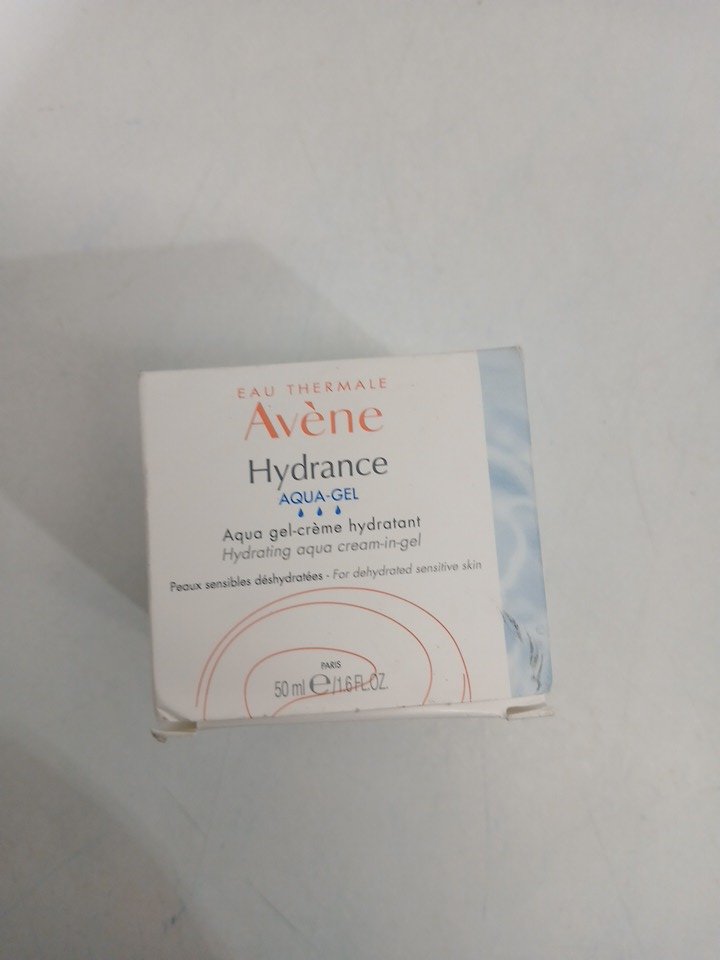 EAU THERMALE
Avène
Hydrance
AQUA-GEL
Aqua gel-crème hydratant
Hydrating aqua cream-in-gel
Peaux sensibles déshydratées - For dehydrated sensitive skin
PARIS
50 ml e /1.6 FL.OZ.